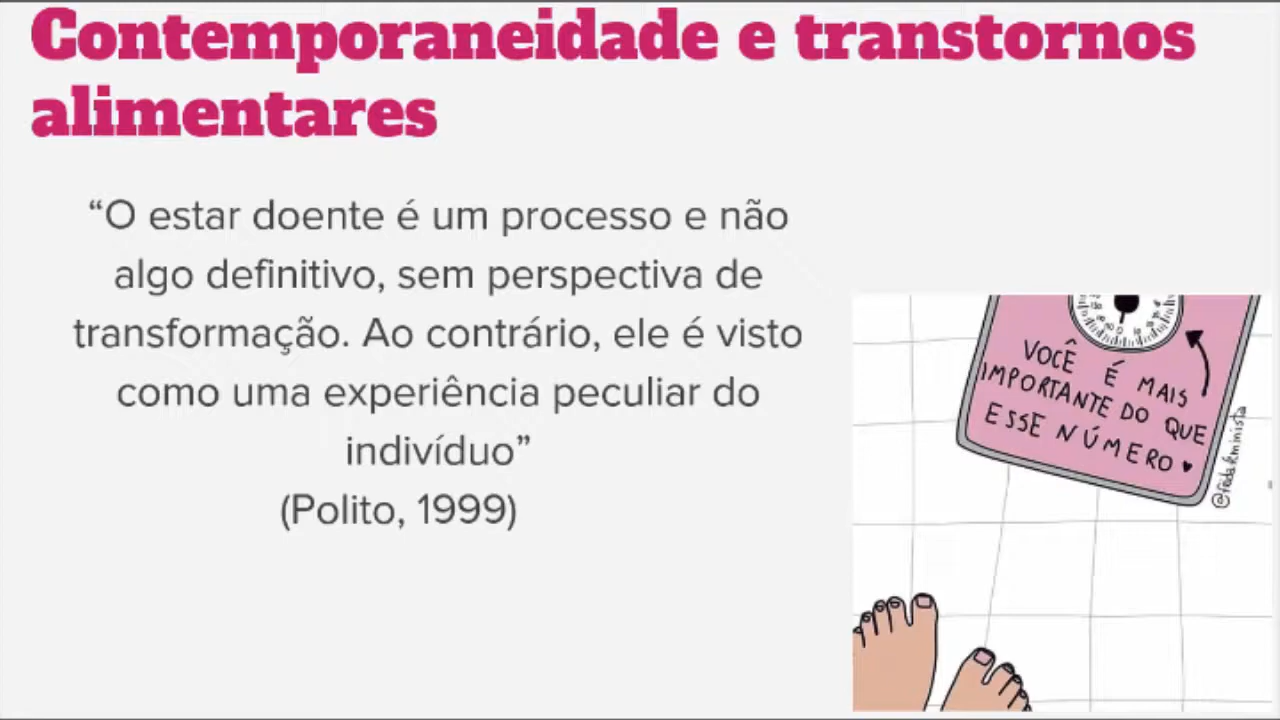 Contemporaneidade e transtornos
alimentares
“O estar doente é um processo e não
algo definitivo, sem perspectiva de
transformação. Ao contrário, ele é visto
como uma experiência peculiar do
indivíduo”
(Polito, 1999)
VOCÊ É MAIS
IMPORTANTE DO QUE
ESSE NÚMERO